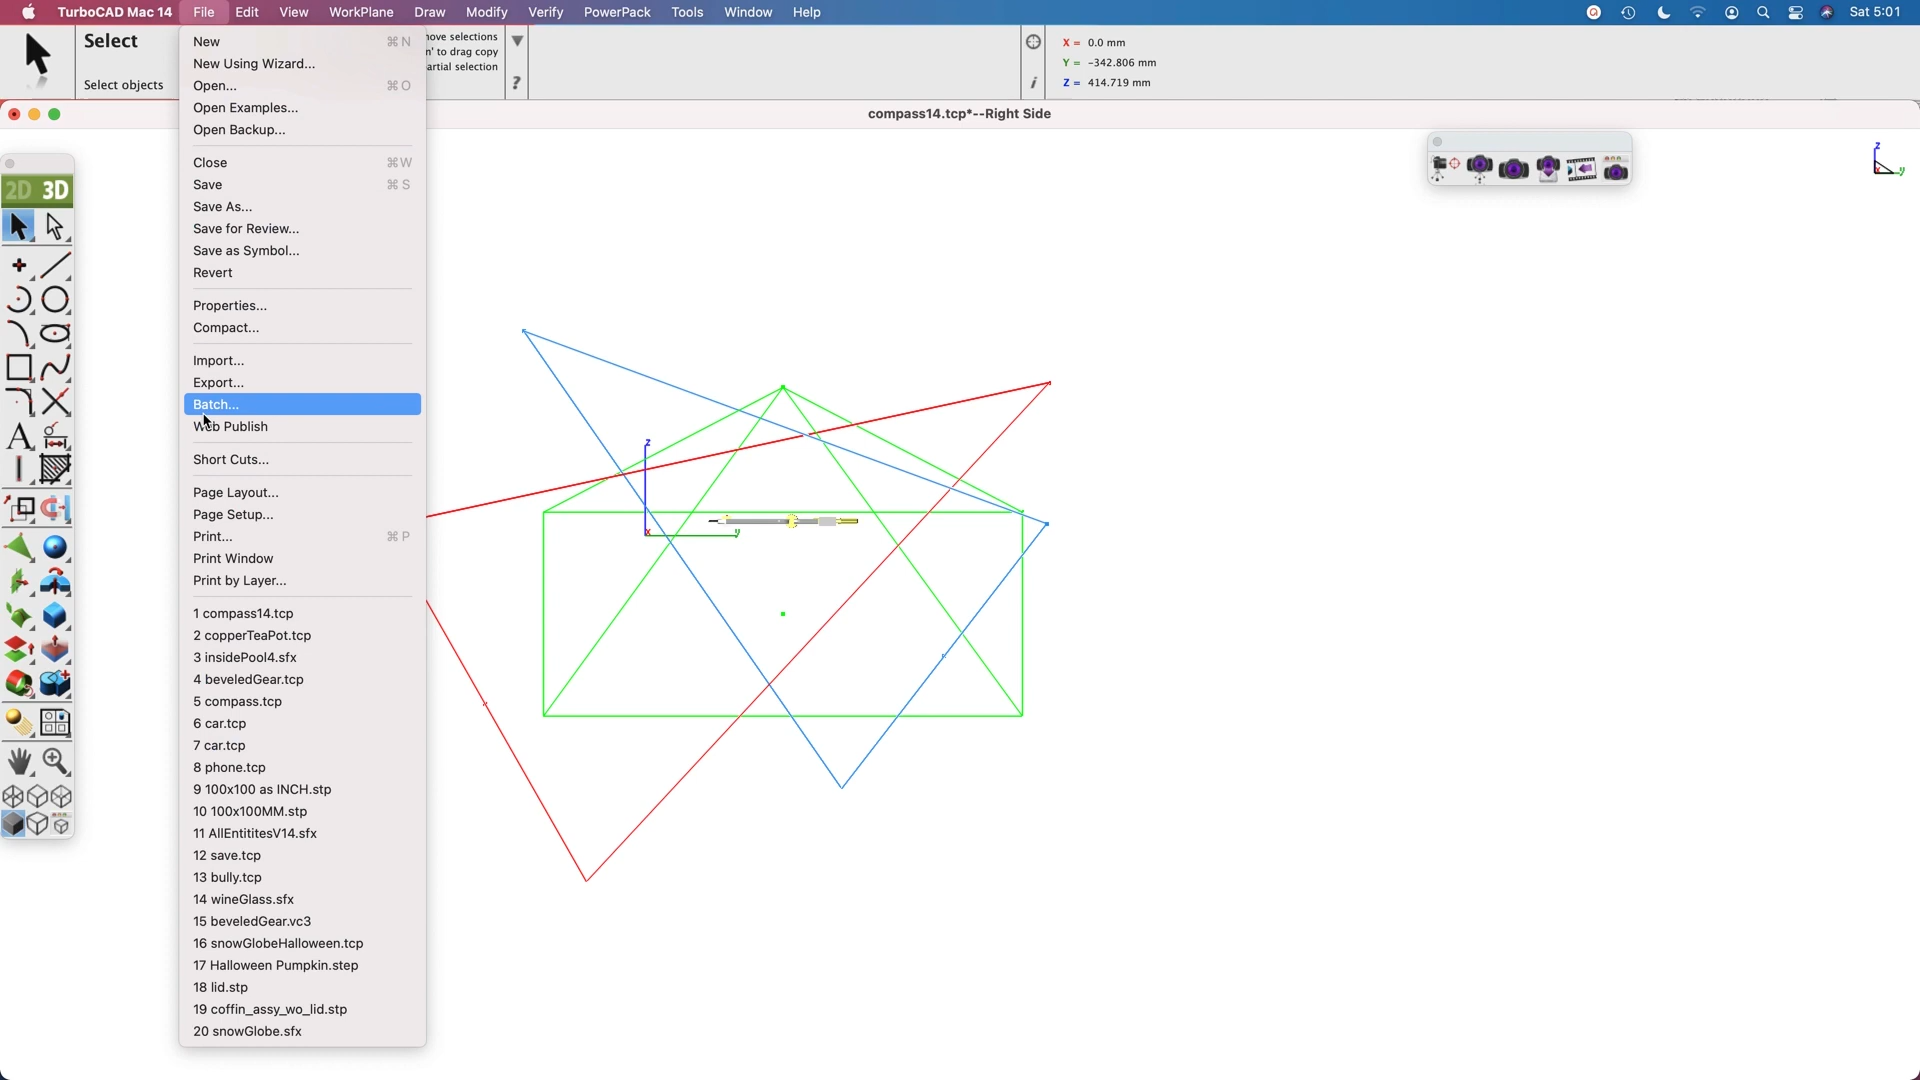 TurboCAD Mac 14 File Edit View WorkPlane Draw Modify Verify PowerPack Tools Window Help Sat 5:01
Select
Select objects
move selections
n' to drag copy
artial selection
?
i
X = 0.0 mm
Y = -342.806 mm
Z = 414.719 mm
compass14.tcp*--Right Side
2D 3D
A
New ⌘ N
New Using Wizard...
Open... ⌘ O
Open Examples...
Open Backup...
Close ⌘ W
Save ⌘ S
Save As...
Save for Review...
Save as Symbol...
Revert
Properties...
Compact...
Import...
Export...
Batch...
Web Publish
Short Cuts...
Page Layout...
Page Setup...
Print... ⌘ P
Print Window
Print by Layer...
1 compass14.tcp
2 copperTeaPot.tcp
3 insidePool4.sfx
4 beveledGear.tcp
5 compass.tcp
6 car.tcp
7 car.tcp
8 phone.tcp
9 100x100 as INCH.stp
10 100x100MM.stp
11 AllEntititesV14.sfx
12 save.tcp
13 bully.tcp
14 wineGlass.sfx
15 beveledGear.vc3
16 snowGlobeHalloween.tcp
17 Halloween Pumpkin.step
18 lid.stp
19 coffin_assy_wo_lid.stp
20 snowGlobe.sfx
z
x
y
z
x
y